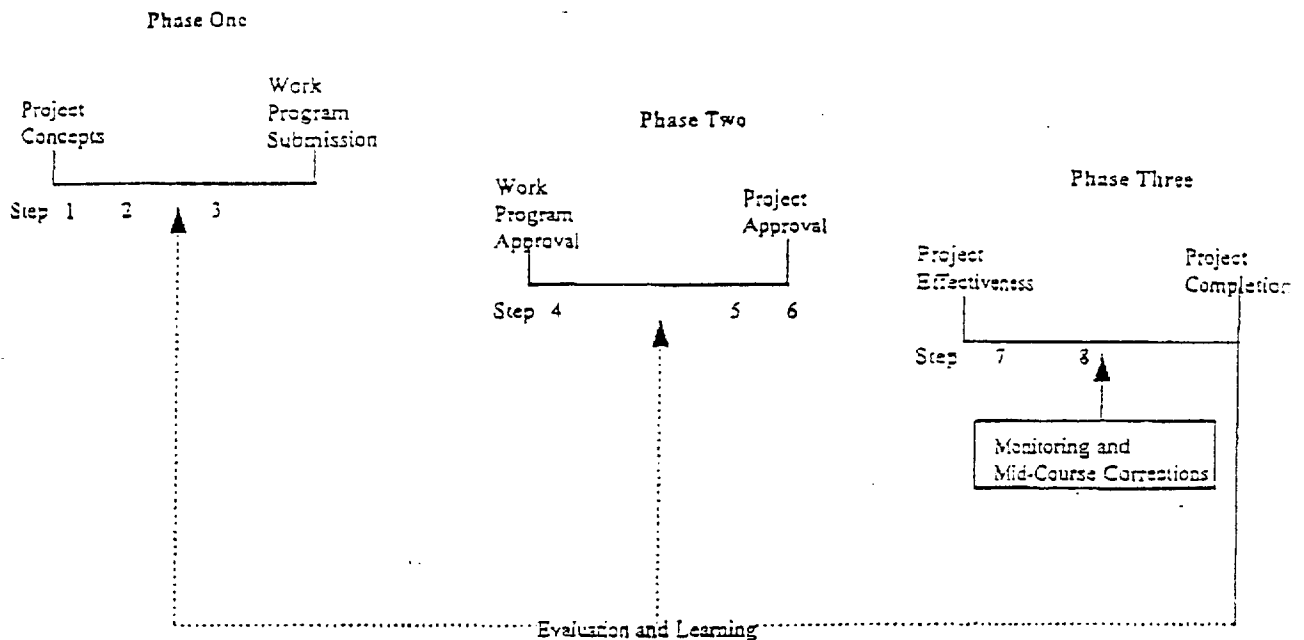 Phase One
Project
Concepts
Work
Program
Submission
Step 1 2 3
Phase Two
Work
Program
Approval
Project
Approval
Step 4 5 6
Phase Three
Project
Effectiveness
Project
Completion
Step 7 8
Monitoring and
Mid-Course Corrections
Evaluation and Learning